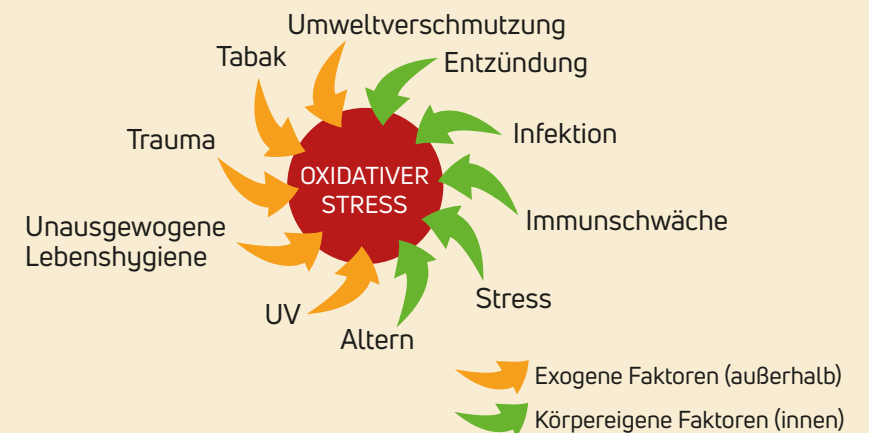 Umweltverschmutzung
Tabak
Entzündung
Trauma
Infektion
OXIDATIVER
STRESS
Unausgewogene
Lebenshygiene
Immunschwäche
UV
Stress
Altern
Exogene Faktoren (außerhalb)
Körpereigene Faktoren (innen)